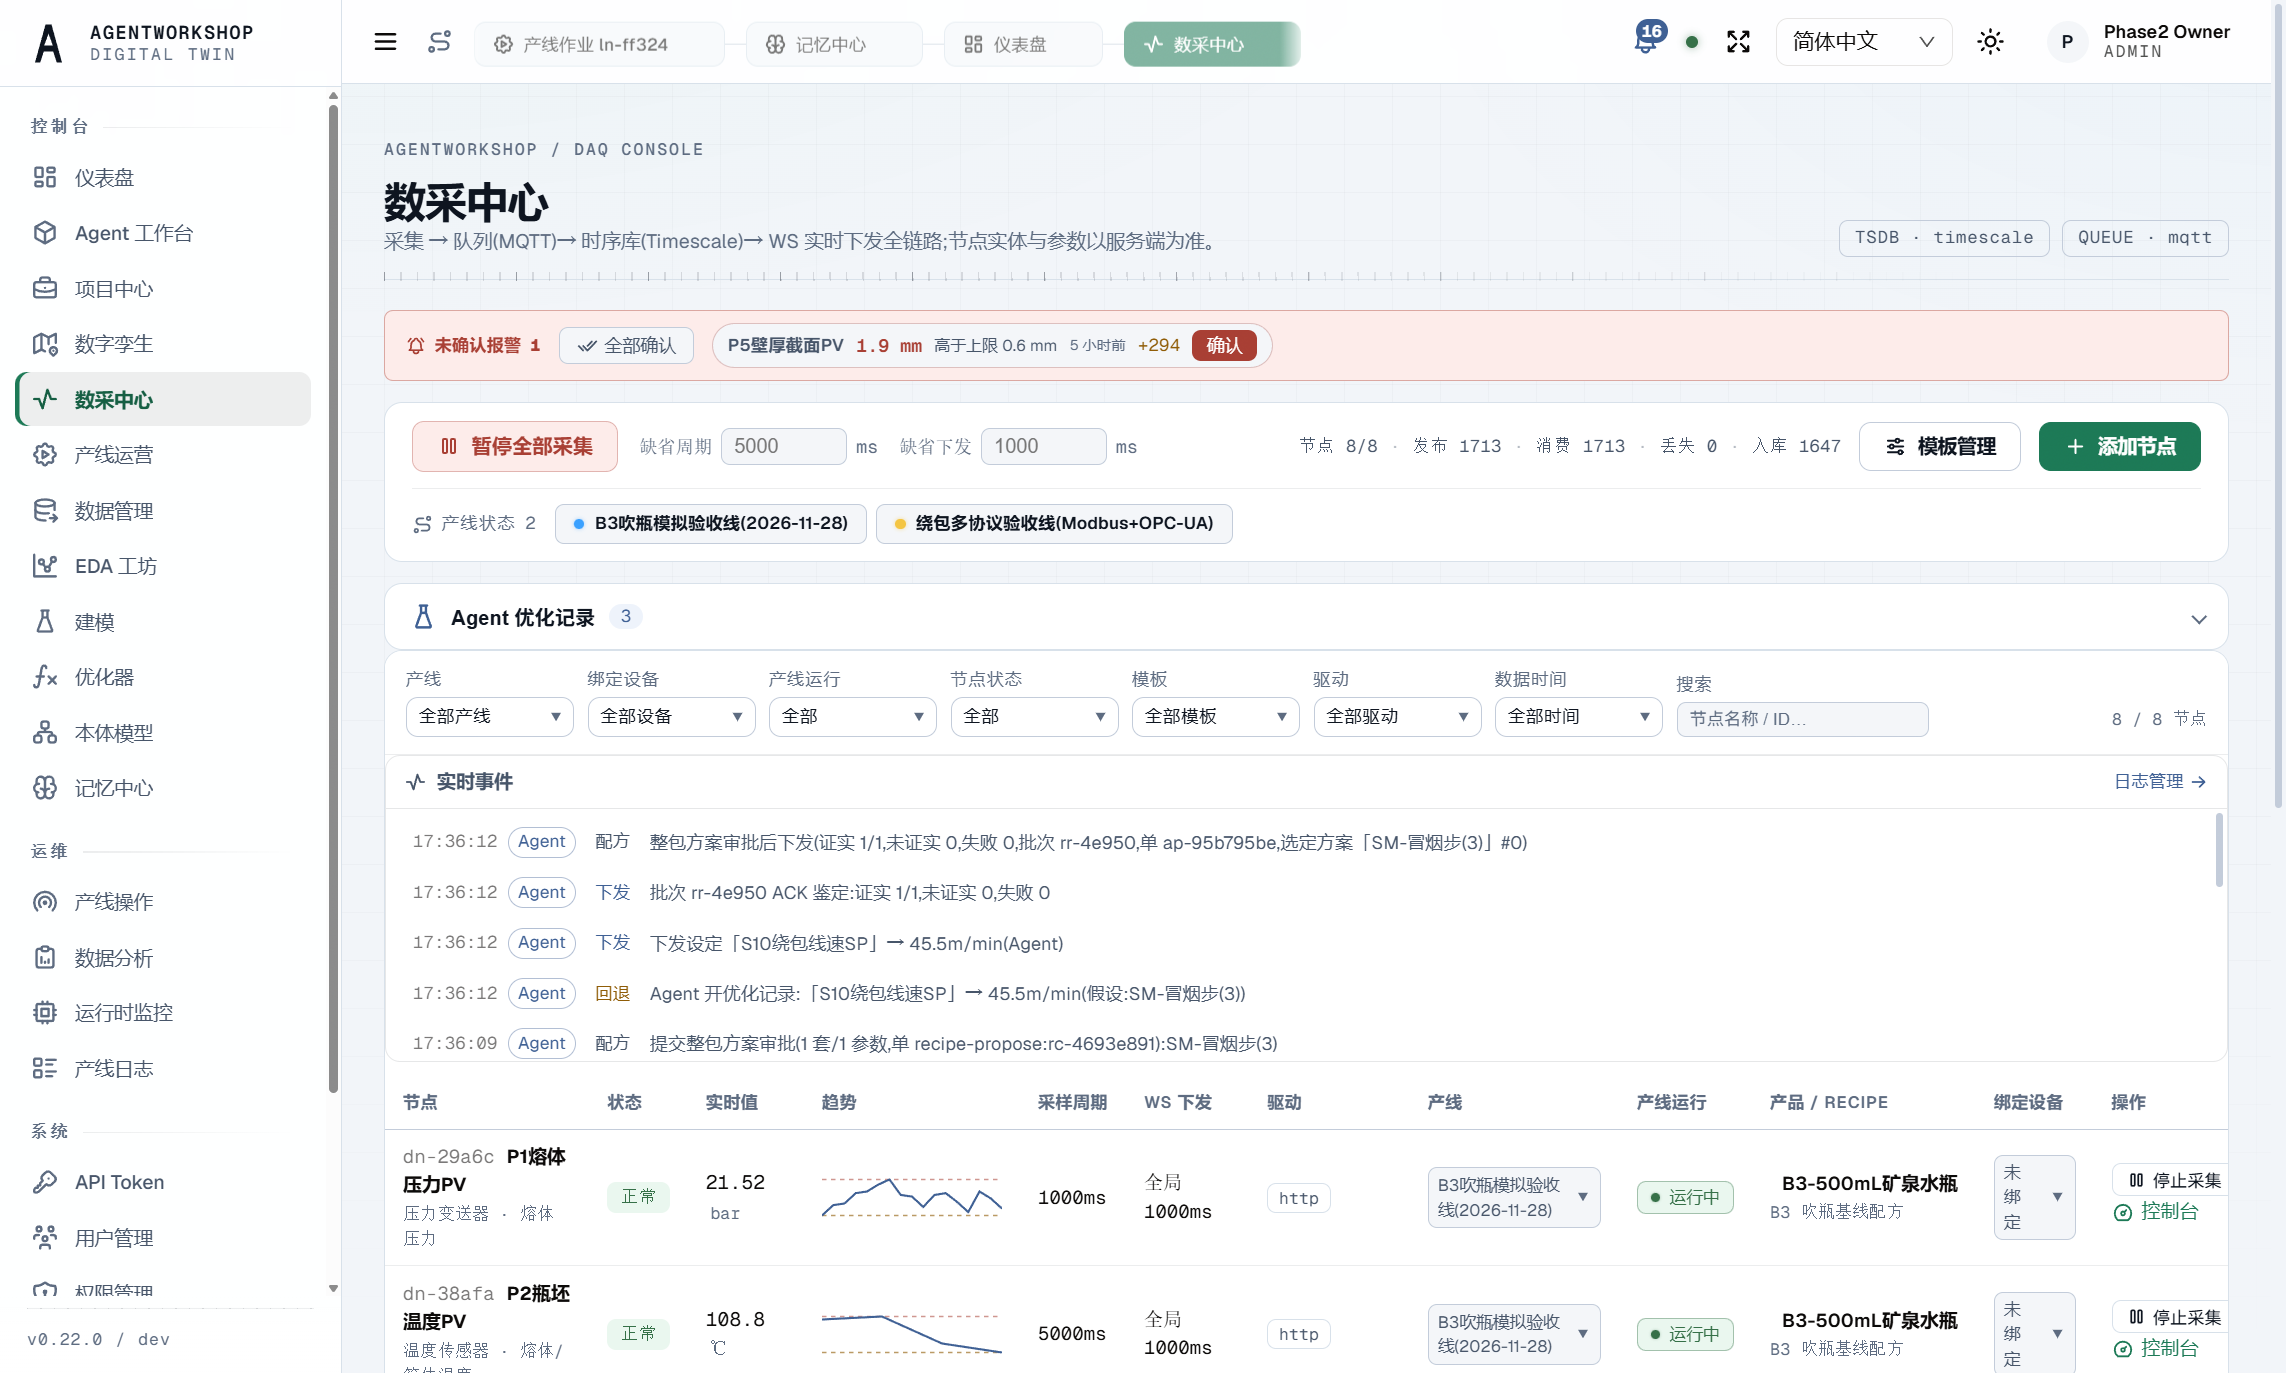 AGENTWORKSHOP
DIGITAL TWIN
产线作业 ln-ff324
记忆中心
仪表盘
数采中心
16
简体中文
P
Phase2 Owner
ADMIN
控制台
仪表盘
Agent 工作台
项目中心
数字孪生
数采中心
产线运营
数据管理
EDA 工坊
建模
优化器
本体模型
记忆中心
运维
产线操作
数据分析
运行时监控
产线日志
系统
API Token
用户管理
权限管理
v0.22.0 / dev
AGENTWORKSHOP / DAQ CONSOLE
数采中心
采集 → 队列(MQTT)→ 时序库(Timescale)→ WS 实时下发全链路;节点实体与参数以服务端为准。
TSDB · timescale
QUEUE · mqtt
未确认报警 1
全部确认
P5壁厚截面PV 1.9 mm 高于上限 0.6 mm 5 小时前 +294 确认
暂停全部采集
缺省周期 5000 ms
缺省下发 1000 ms
节点 8/8 · 发布 1713 · 消费 1713 · 丢失 0 · 入库 1647
模板管理
添加节点
产线状态 2
B3吹瓶模拟验收线(2026-11-28)
绕包多协议验收线(Modbus+OPC-UA)
Agent 优化记录 3
产线 绑定设备 产线运行 节点状态 模板 驱动 数据时间 搜索
全部产线 全部设备 全部 全部 全部模板 全部驱动 全部时间 节点名称 / ID...
8 / 8 节点
实时事件
日志管理 →
17:36:12 Agent 配方 整包方案审批后下发(证实 1/1,未证实 0,失败 0,批次 rr-4e950,单 ap-95b795be,选定方案「SM-冒烟步(3)」#0)
17:36:12 Agent 下发 批次 rr-4e950 ACK 鉴定:证实 1/1,未证实 0,失败 0
17:36:12 Agent 下发 下发设定「S10绕包线速SP」→ 45.5m/min(Agent)
17:36:12 Agent 回退 Agent 开优化记录:「S10绕包线速SP」→ 45.5m/min(假设:SM-冒烟步(3))
17:36:09 Agent 配方 提交整包方案审批(1 套/1 参数,单 recipe-propose:rc-4693e891):SM-冒烟步(3)
节点 状态 实时值 趋势 采样周期 WS 下发 驱动 产线 产线运行 产品 / RECIPE 绑定设备 操作
dn-29a6c P1熔体
压力PV
压力变送器 · 熔体
压力
正常
21.52
bar
1000ms
全局
1000ms
http
B3吹瓶模拟验收
线(2026-11-28)
运行中
B3-500mL矿泉水瓶
B3 吹瓶基线配方
未
绑
定
停止采集
控制台
dn-38afa P2瓶坯
温度PV
温度传感器 · 熔体/
正常
108.8
℃
5000ms
全局
1000ms
http
B3吹瓶模拟验收
线(2026-11-28)
运行中
B3-500mL矿泉水瓶
B3 吹瓶基线配方
未
绑
定
停止采集
控制台